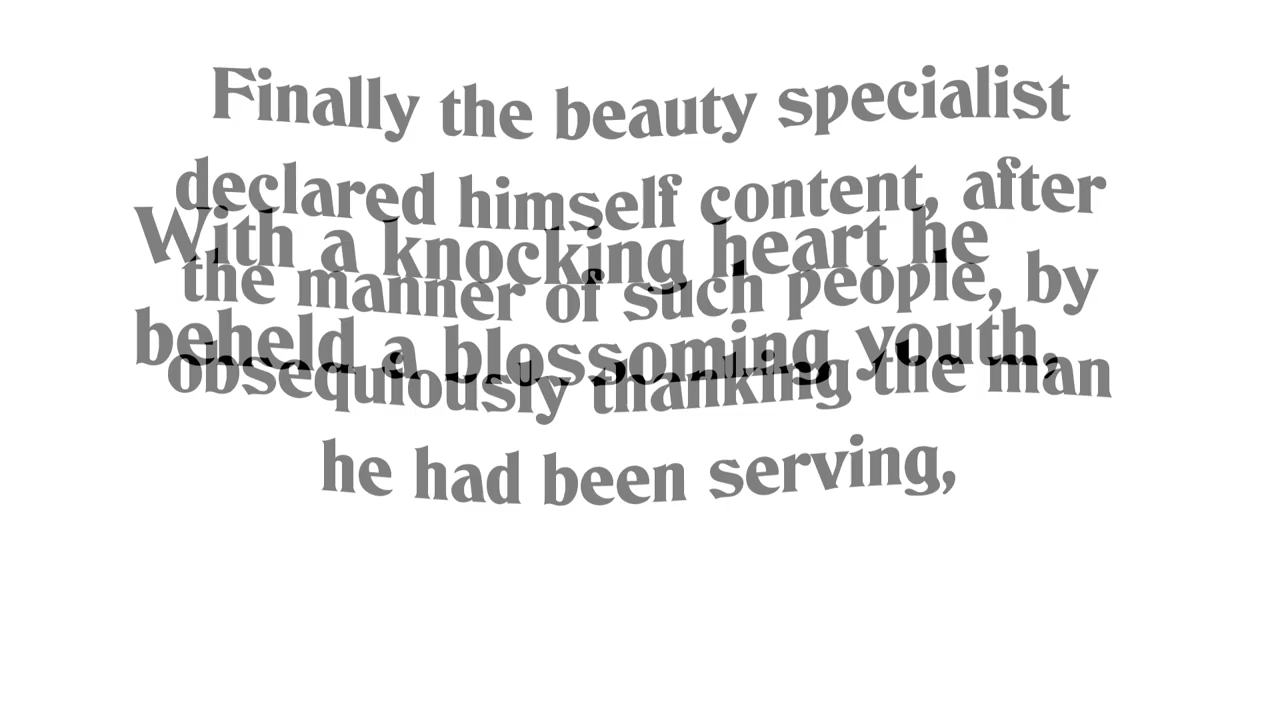 Finally the beauty specialist
declared himself content, after
the manner of such people, by
obsequiously thanking the man
he had been serving,
With a knocking heart he
beheld a blossoming youth,